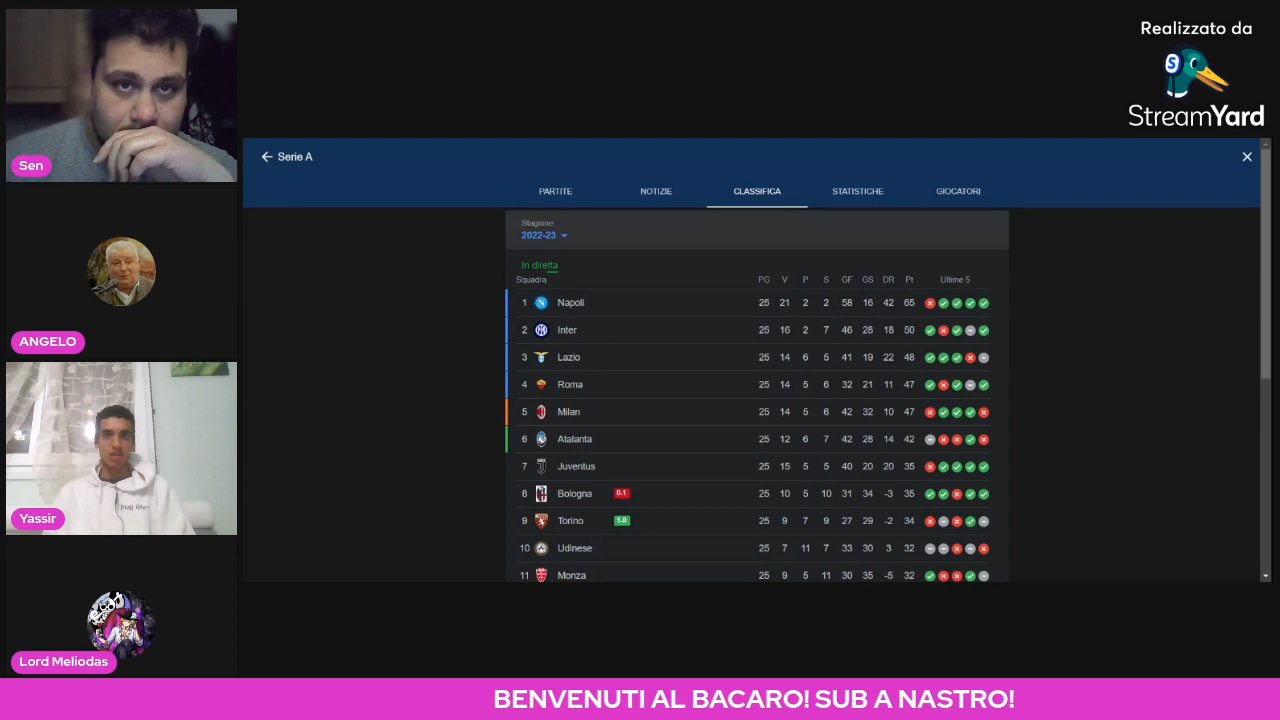 Realizzato da
StreamYard
Sen
ANGELO
Yassir
hug life
Lord Meliodas
Serie A
PARTITE NOTIZIE CLASSIFICA STATISTICHE GIOCATORI
Stagione
2022-23
In diretta
Squadra PG V P S GF GS DR Pt Ultime 5
1 Napoli 25 21 2 2 58 16 42 65
2 Inter 25 16 2 7 46 28 18 50
3 Lazio 25 14 6 5 41 19 22 48
4 Roma 25 14 5 6 32 21 11 47
5 Milan 25 14 5 6 42 32 10 47
6 Atalanta 25 12 6 7 42 28 14 42
7 Juventus 25 15 5 5 40 20 20 35
8 Bologna 0-1 25 10 5 10 31 34 -3 35
9 Torino 1-0 25 9 7 9 27 29 -2 34
10 Udinese 25 7 11 7 33 30 3 32
11 Monza 25 9 5 11 30 35 -5 32
BENVENUTI AL BACARO! SUB A NASTRO!